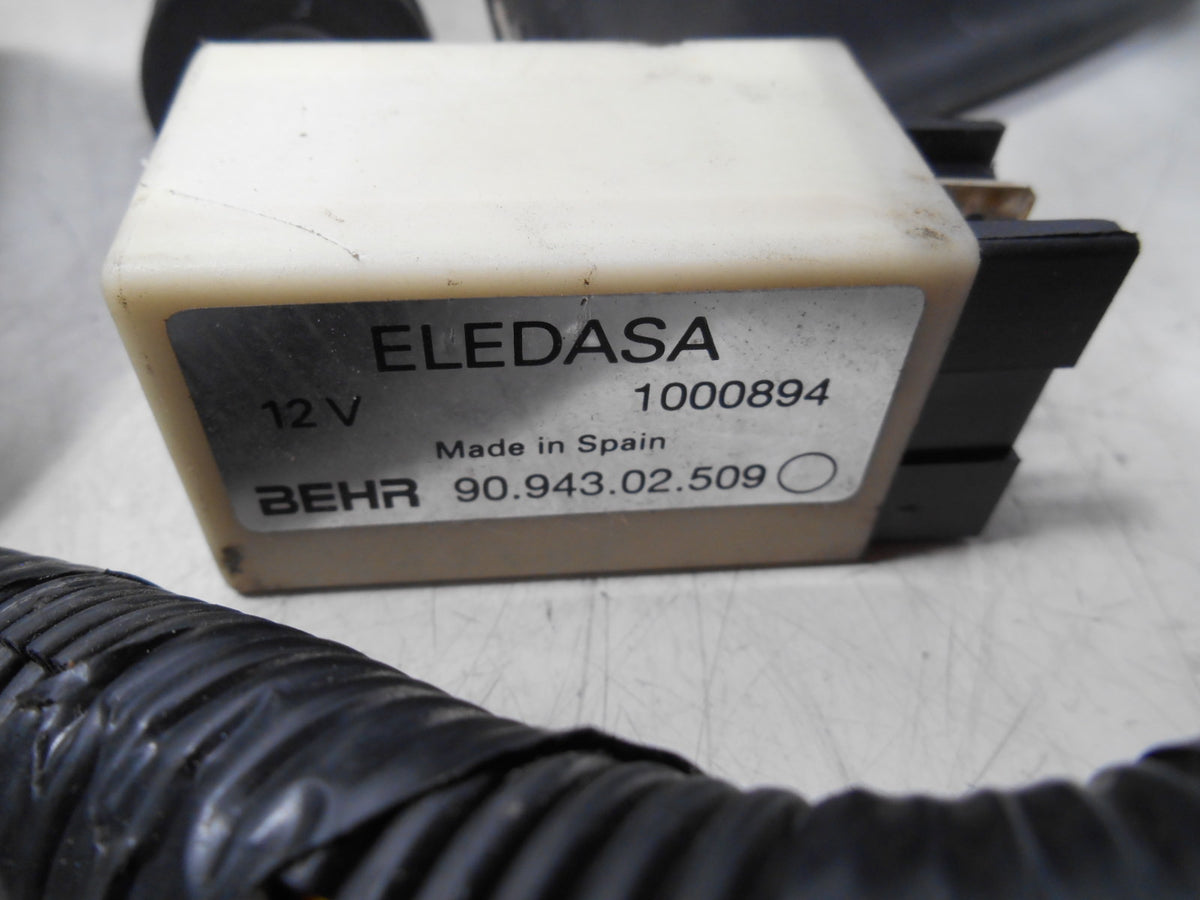 ELEDASA
12 V 1000894
Made in Spain
BEHR 90.943.02.509